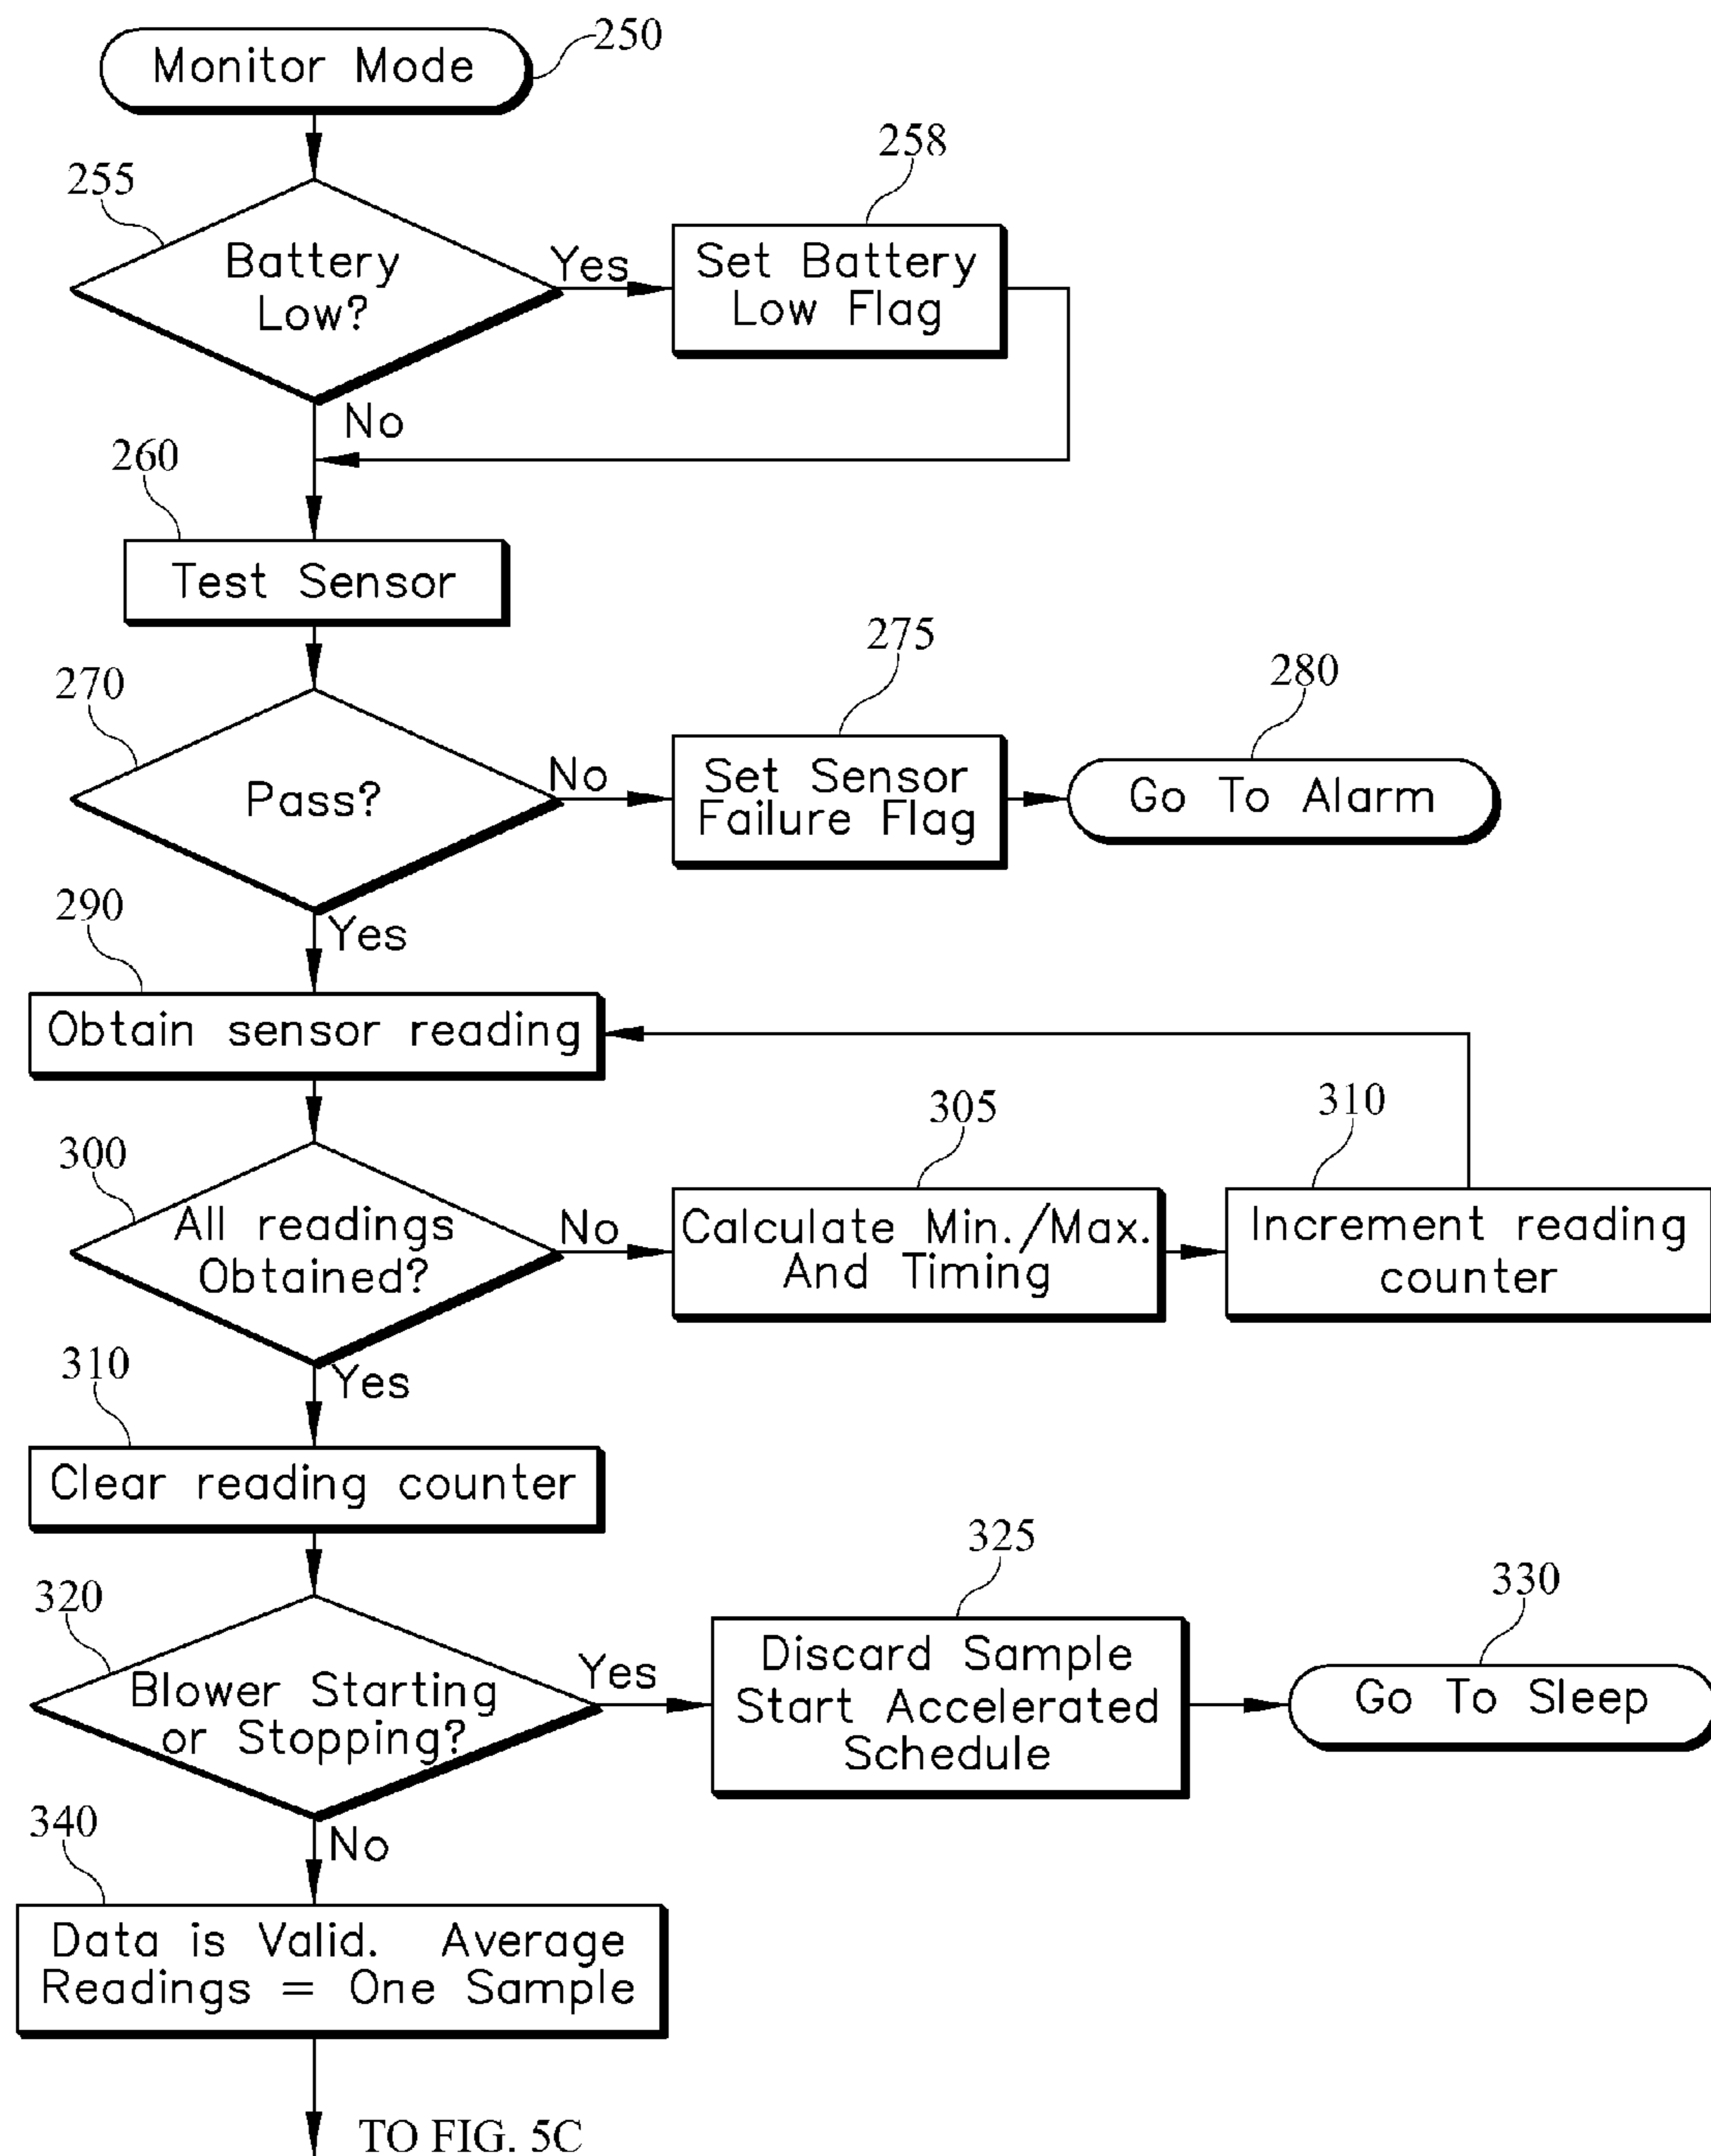 Monitor Mode
250
255
258
Battery
Low?
Yes
Set Battery
Low Flag
No
260
Test Sensor
270
275
280
Pass?
No
Set Sensor
Failure Flag
Go To Alarm
290
Yes
Obtain sensor reading
300
305
310
All readings
Obtained?
No
Calculate Min./Max.
And Timing
Increment reading
counter
310
Yes
Clear reading counter
320
325
330
Blower Starting
or Stopping?
Yes
Discard Sample
Start Accelerated
Schedule
Go To Sleep
340
No
Data is Valid. Average
Readings = One Sample
TO FIG. 5C